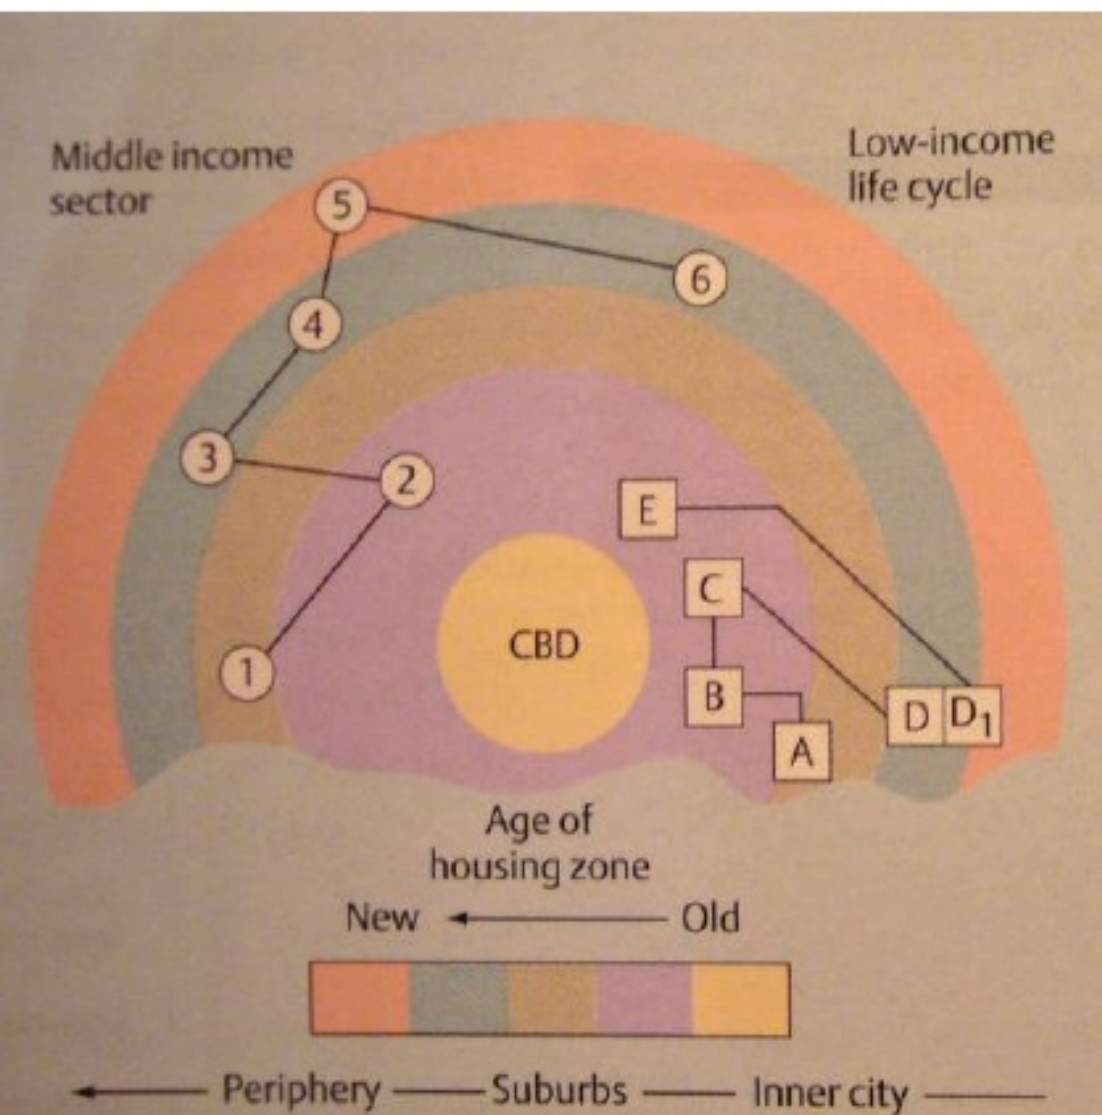 Middle income
sector
Low-income
life cycle
5
6
4
3
2
E
C
CBD
1
B
D
D1
A
Age of
housing zone
New
Old
Periphery
Suburbs
Inner city